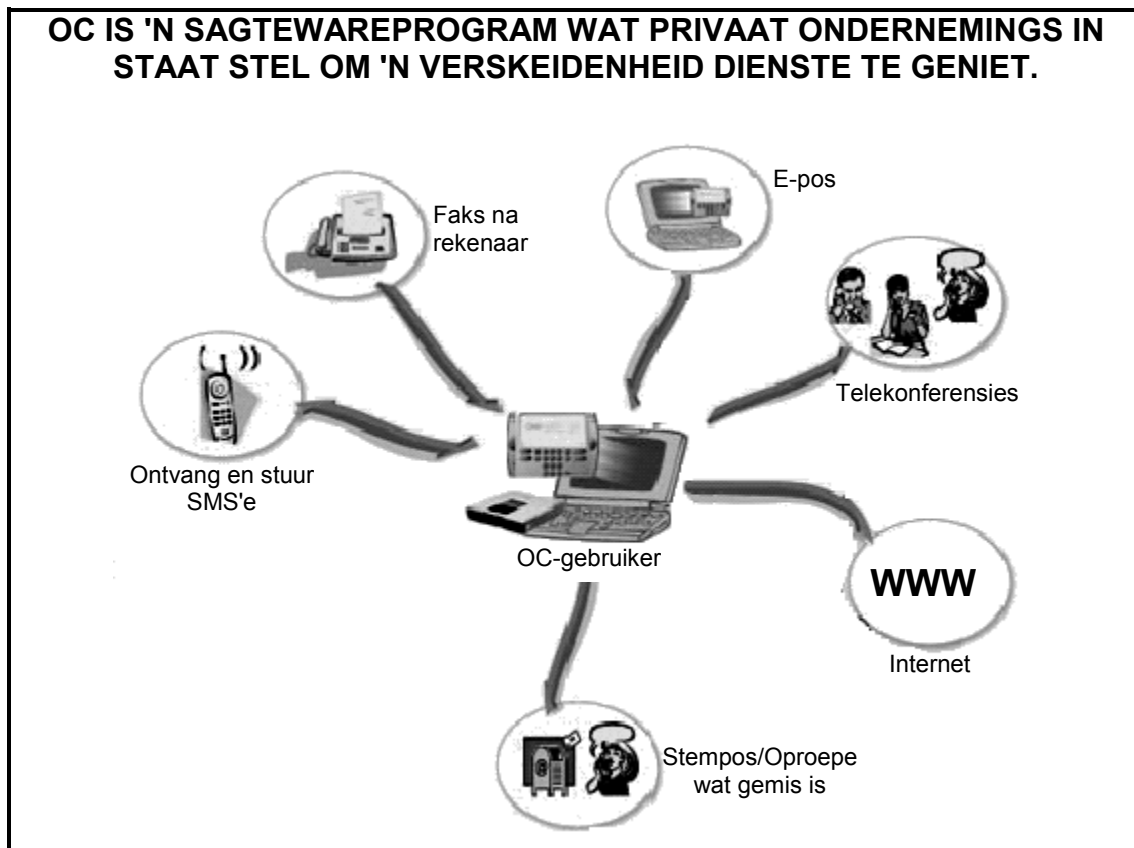 OC IS 'N SAGTEWAREPROGRAM WAT PRIVAAT ONDERNEMINGS IN
STAAT STEL OM 'N VERSKEIDENHEID DIENSTE TE GENIET.
E-pos
Faks na
rekenaar
Telekonferensies
Ontvang en stuur
SMS'e
OC-gebruiker
WWW
Internet
Stempos/Oproepe
wat gemis is